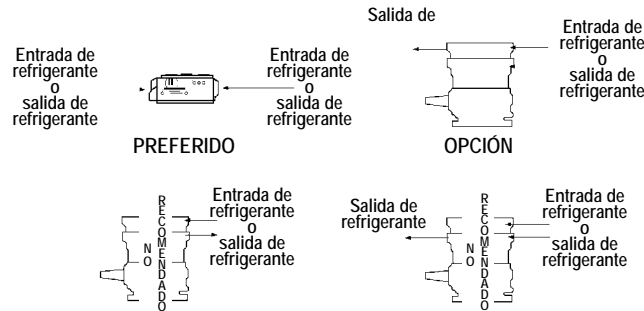 Salida de
Entrada de
refrigerante
o
salida de
refrigerante
Entrada de
refrigerante
o
salida de
refrigerante
Entrada de
refrigerante
o
salida de
refrigerante
PREFERIDO
OPCIÓN
NO
RECOMENDADO
Entrada de
refrigerante
o
salida de
refrigerante
Salida de
refrigerante
NO
RECOMENDADO
Entrada de
refrigerante
o
salida de
refrigerante